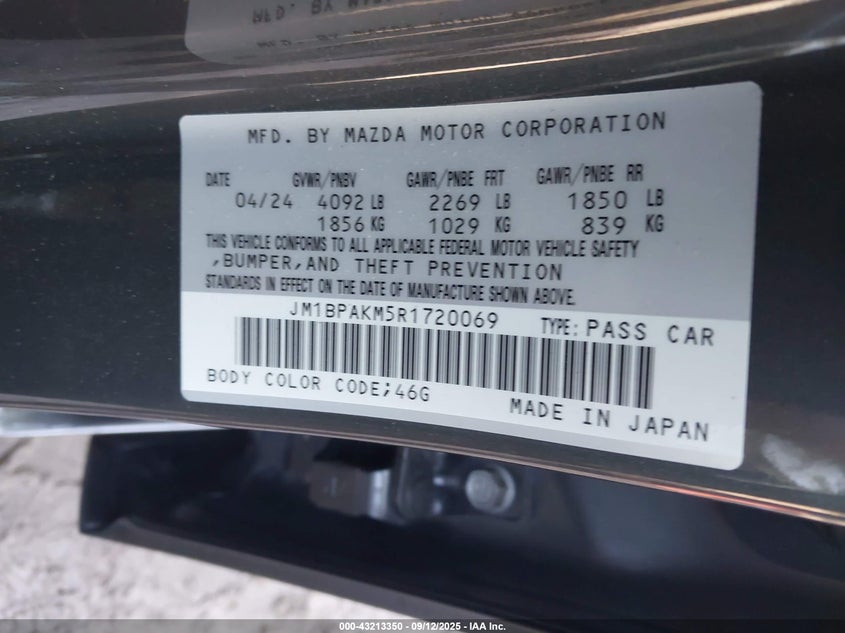 MFD. BY MAZDA MOTOR CORPORATION
DATE GVWR/PNBV GAWR/PNBE FRT GAWR/PNBE RR
04/24 4092 LB 2269 LB 1850 LB
1856 KG 1029 KG 839 KG
THIS VEHICLE CONFORMS TO ALL APPLICABLE FEDERAL MOTOR VEHICLE SAFETY
,BUMPER,AND THEFT PREVENTION
STANDARDS IN EFFECT ON THE DATE OF MANUFACTURE SHOWN ABOVE.
JM1BPAKM5R1720069 TYPE: PASS CAR
BODY COLOR CODE;46G
MADE IN JAPAN
000-43213350 - 09/12/2025 - IAA Inc.